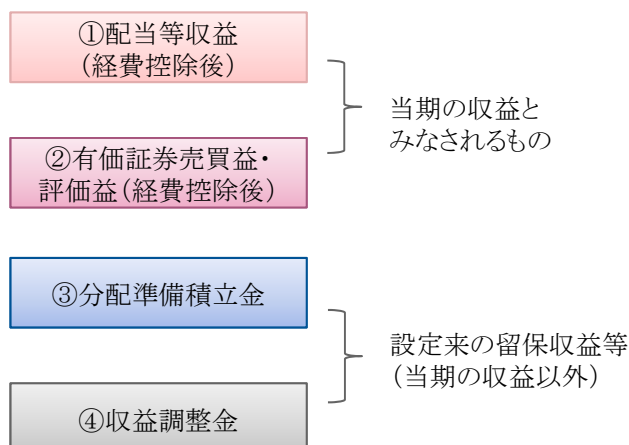 ①配当等収益
(経費控除後)
当期の収益と
みなされるもの
②有価証券売買益・
評価益(経費控除後)
③分配準備積立金
設定来の留保収益等
(当期の収益以外)
④収益調整金